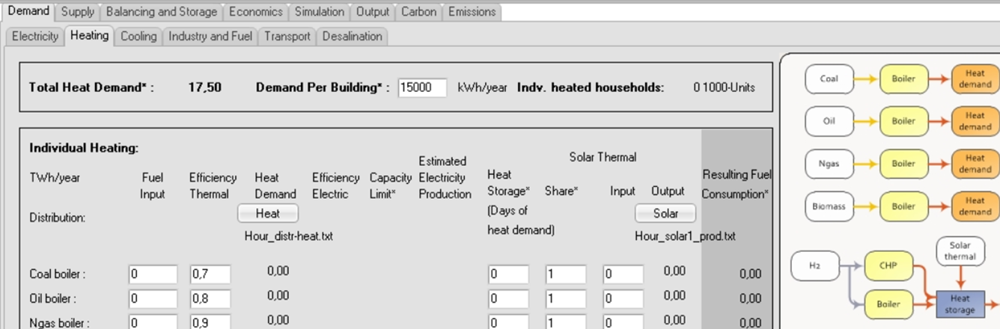 Demand Supply Balancing and Storage Economics Simulation Output Carbon Emissions
Electricity Heating Cooling Industry and Fuel Transport Desalination
Total Heat Demand* : 17,50 Demand Per Building* : 15000 kWh/year Indv. heated households: 0 1000-Units
Individual Heating:
TWh/year
Distribution:
Fuel
Input
Efficiency
Thermal
Heat
Demand
Heat
Hour_distr-heat.txt
Efficiency
Electric
Capacity
Limit*
Estimated
Electricity
Production
Heat
Storage*
(Days of
heat demand)
Solar Thermal
Share*
Input
Output
Solar
Hour_solar1_prod.txt
Resulting Fuel
Consumption*
Coal boiler : 0 0,7 0,00 0 1 0 0,00 0,00
Oil boiler : 0 0,8 0,00 0 1 0 0,00 0,00
Ngas boiler : 0 0,9 0,00 0 1 0 0,00 0,00
Coal Boiler Heat
demand
Oil Boiler Heat
demand
Ngas Boiler Heat
demand
Biomass Boiler Heat
demand
Solar
thermal
H2 CHP
Boiler Heat
storage